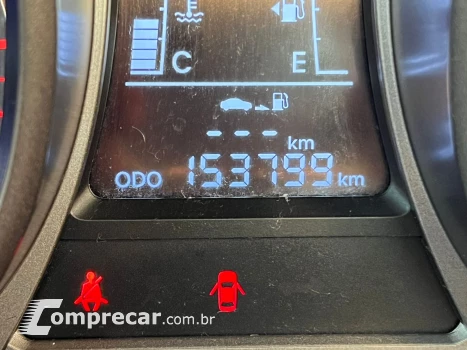 C E
--- km
ODO 153799 km
Comprecar.com.br